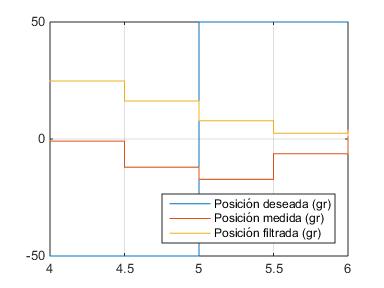 50
0
Posición deseada (gr)
Posición medida (gr)
Posición filtrada (gr)
-50
4 4.5 5 5.5 6